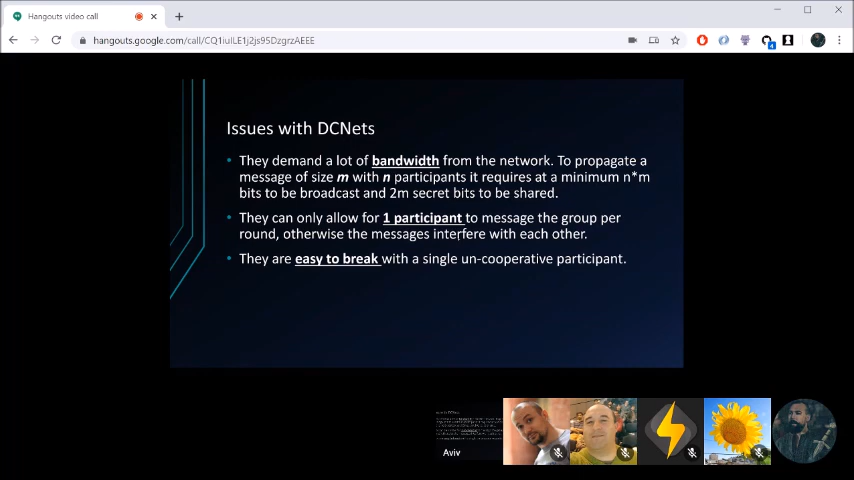 Hangouts video call
hangouts.google.com/call/CQ1iuILE1j2js95DzgrzAEEE
4
Issues with DCNets
• They demand a lot of bandwidth from the network. To propagate a
message of size m with n participants it requires at a minimum n*m
bits to be broadcast and 2m secret bits to be shared.
• They can only allow for 1 participant to message the group per
round, otherwise the messages interfere with each other.
• They are easy to break with a single un-cooperative participant.
Aviv